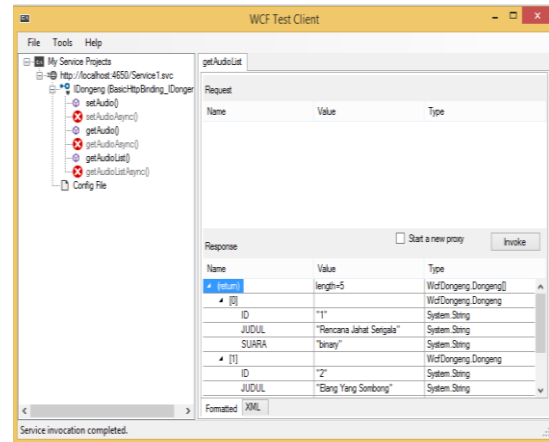 WCF Test Client
File Tools Help
My Service Projects
http://localhost:4650/Service1.svc
IDongeng (BasicHttpBinding_IDonger
setAudio()
setAudioAsync()
getAudio()
getAudioAsync()
getAudioList()
getAudioListAsync()
Config File
getAudioList
Request
Name Value Type
Response
Start a new proxy Invoke
Name Value Type
(return) length=5 WcfDongeng.Dongeng[]
[0] WcfDongeng.Dongeng
ID "1" System.String
JUDUL "Rencana Jahat Serigala" System.String
SUARA "binary" System.String
[1] WcfDongeng.Dongeng
ID "2" System.String
JUDUL "Elang Yang Sombong" System.String
Formatted XML
Service invocation completed.